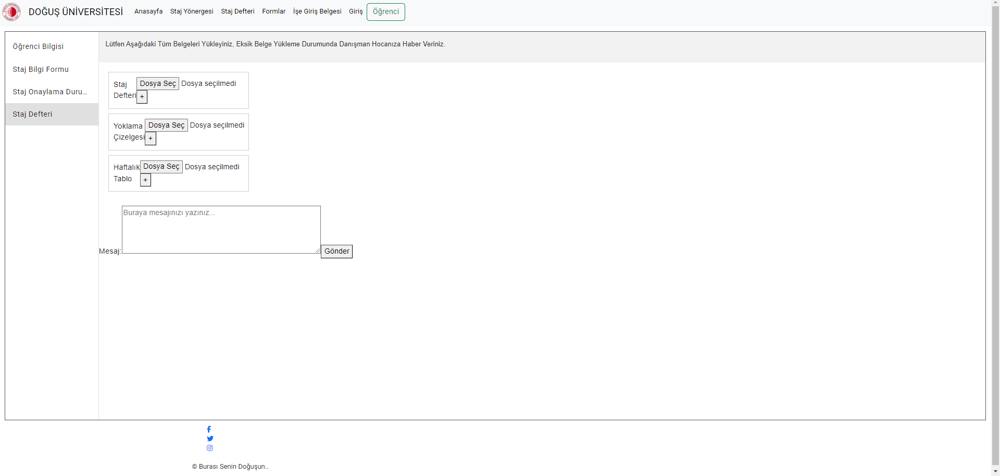 DOĞUŞ ÜNİVERSİTESİ Anasayfa Staj Yönergesi Staj Defteri Formlar İşe Giriş Belgesi Giriş Öğrenci
Öğrenci Bilgisi
Staj Bilgi Formu
Staj Onaylama Duru...
Staj Defteri
Lütfen Aşağıdaki Tüm Belgeleri Yükleyiniz, Eksik Belge Yükleme Durumunda Danışman Hocanıza Haber Veriniz.
Staj Dosya Seç Dosya seçilmedi
Defteri +
Yoklama Dosya Seç Dosya seçilmedi
Çizelgesi +
Haftalık Dosya Seç Dosya seçilmedi
Tablo +
Buraya mesajınızı yazınız...
Mesaj: Gönder
© Burası Senin Doğuşun..